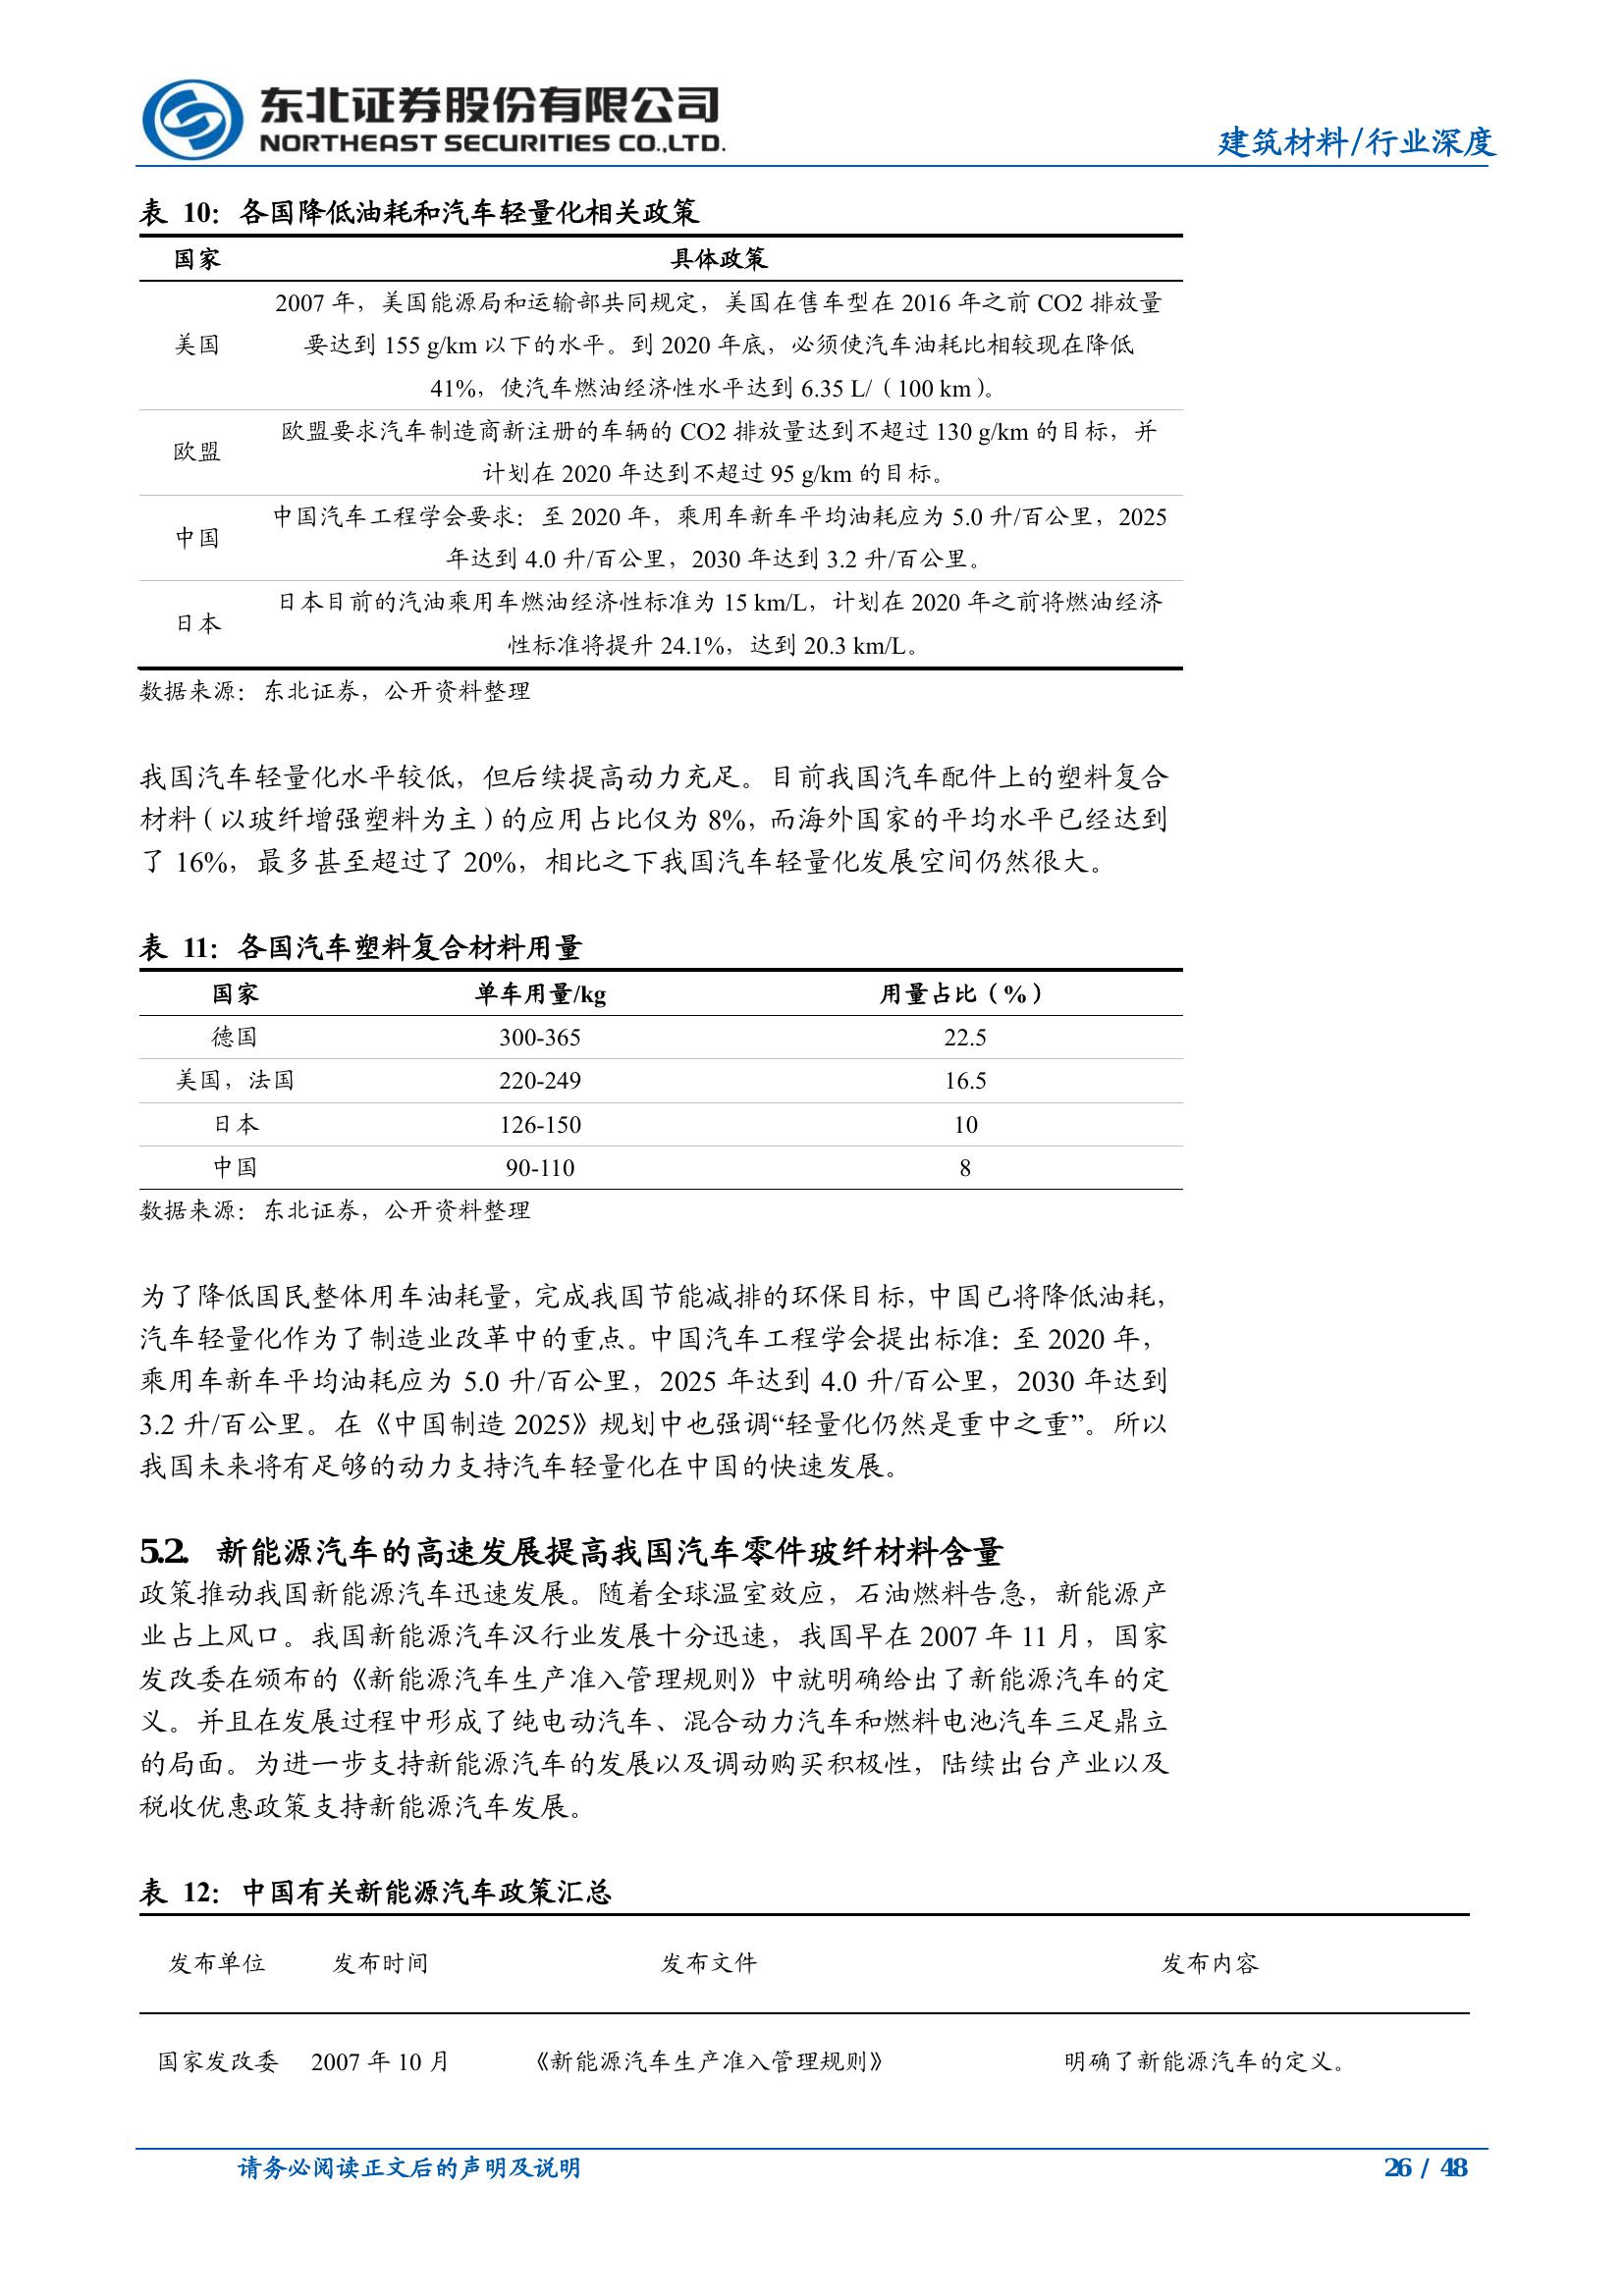 东北证券股份有限公司
NORTHEAST SECURITIES CO.,LTD.
建筑材料/行业深度
表 10：各国降低油耗和汽车轻量化相关政策
国家 具体政策
美国 2007 年，美国能源局和运输部共同规定，美国在售车型在 2016 年之前 CO2 排放量
要达到 155 g/km 以下的水平。到 2020 年底，必须使汽车油耗比相较现在降低
41%，使汽车燃油经济性水平达到 6.35 L/（100 km）。
欧盟 欧盟要求汽车制造商新注册的车辆的 CO2 排放量达到不超过 130 g/km 的目标，并
计划在 2020 年达到不超过 95 g/km 的目标。
中国 中国汽车工程学会要求：至 2020 年，乘用车新车平均油耗应为 5.0 升/百公里，2025
年达到 4.0 升/百公里，2030 年达到 3.2 升/百公里。
日本 日本目前的汽油乘用车燃油经济性标准为 15 km/L，计划在 2020 年之前将燃油经济
性标准将提升 24.1%，达到 20.3 km/L。
数据来源：东北证券，公开资料整理
我国汽车轻量化水平较低，但后续提高动力充足。目前我国汽车配件上的塑料复合
材料（以玻纤增强塑料为主）的应用占比仅为 8%，而海外国家的平均水平已经达到
了 16%，最多甚至超过了 20%，相比之下我国汽车轻量化发展空间仍然很大。
表 11：各国汽车塑料复合材料用量
国家 单车用量/kg 用量占比（%）
德国 300-365 22.5
美国，法国 220-249 16.5
日本 126-150 10
中国 90-110 8
数据来源：东北证券，公开资料整理
为了降低国民整体用车油耗量，完成我国节能减排的环保目标，中国已将降低油耗，
汽车轻量化作为了制造业改革中的重点。中国汽车工程学会提出标准：至 2020 年，
乘用车新车平均油耗应为 5.0 升/百公里，2025 年达到 4.0 升/百公里，2030 年达到
3.2 升/百公里。在《中国制造 2025》规划中也强调“轻量化仍然是重中之重”。所以
我国未来将有足够的动力支持汽车轻量化在中国的快速发展。
5.2. 新能源汽车的高速发展提高我国汽车零件玻纤材料含量
政策推动我国新能源汽车迅速发展。随着全球温室效应，石油燃料告急，新能源产
业占上风口。我国新能源汽车汉行业发展十分迅速，我国早在 2007 年 11 月，国家
发改委在颁布的《新能源汽车生产准入管理规则》中就明确给出了新能源汽车的定
义。并且在发展过程中形成了纯电动汽车、混合动力汽车和燃料电池汽车三足鼎立
的局面。为进一步支持新能源汽车的发展以及调动购买积极性，陆续出台产业以及
税收优惠政策支持新能源汽车发展。
表 12：中国有关新能源汽车政策汇总
发布单位 发布时间 发布文件 发布内容
国家发改委 2007 年 10 月 《新能源汽车生产准入管理规则》 明确了新能源汽车的定义。
请务必阅读正文后的声明及说明 26 / 48